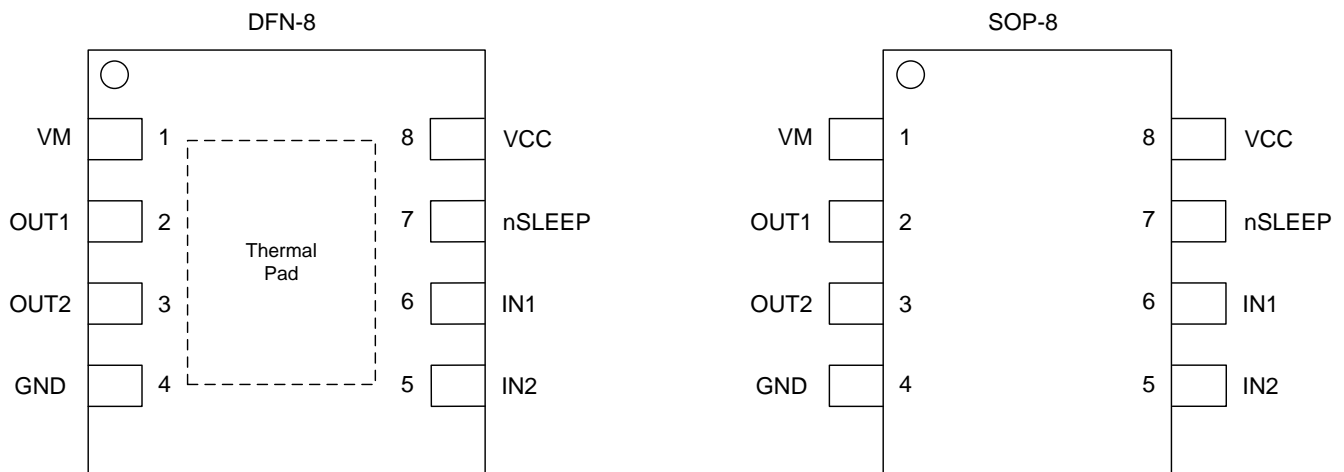 DFN-8
VM 1 8 VCC
OUT1 2 7 nSLEEP
Thermal
Pad
OUT2 3 6 IN1
GND 4 5 IN2
SOP-8
VM 1 8 VCC
OUT1 2 7 nSLEEP
OUT2 3 6 IN1
GND 4 5 IN2